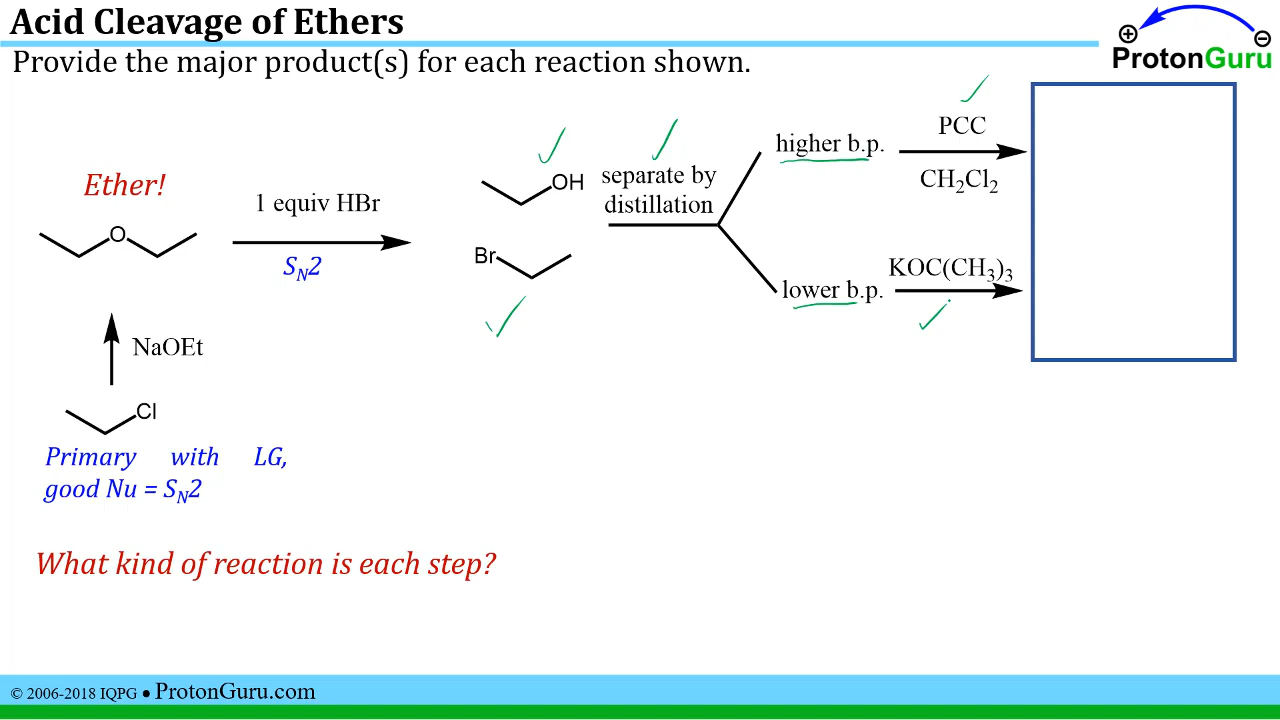 Acid Cleavage of Ethers
⊕ ⊖
ProtonGuru
Provide the major product(s) for each reaction shown.
Ether!
O
1 equiv HBr
SN2
OH
Br
separate by
distillation
higher b.p.
PCC
CH2Cl2
lower b.p.
KOC(CH3)3
NaOEt
Cl
Primary with LG,
good Nu = SN2
What kind of reaction is each step?
© 2006-2018 IQPG ● ProtonGuru.com